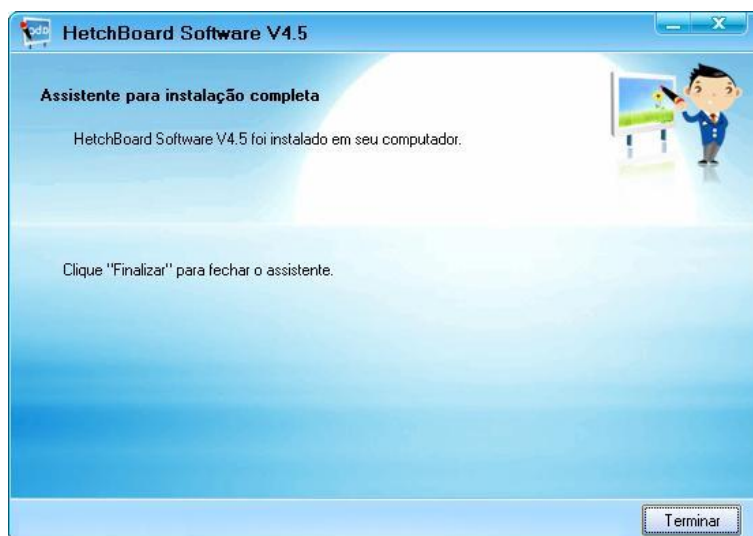 HetchBoard Software V4.5
Assistente para instalação completa
HetchBoard Software V4.5 foi instalado em seu computador.
Clique "Finalizar" para fechar o assistente.
Terminar